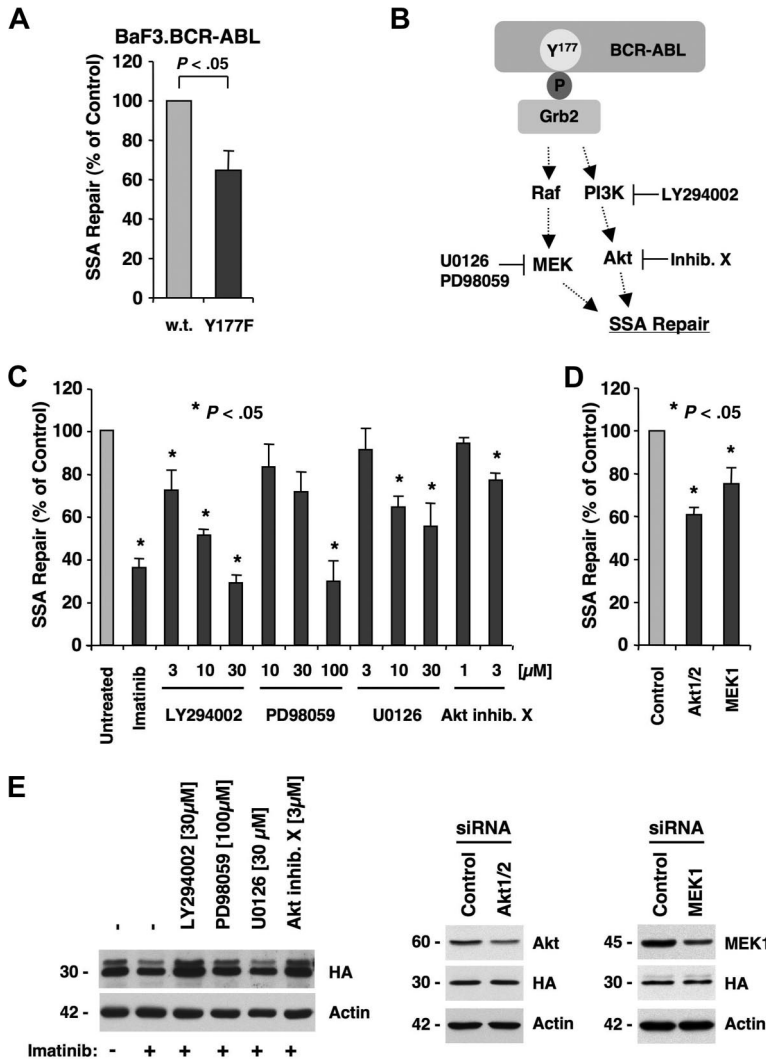 A
BaF3.BCR-ABL
P < .05
SSA Repair (% of Control)
120
100
80
60
40
20
0
w.t. Y177F
B
Y177 BCR-ABL
P
Grb2
Raf PI3K LY294002
U0126
PD98059
MEK Akt Inhib. X
SSA Repair
C
SSA Repair (% of Control)
120
100
80
60
40
20
0
* P < .05
* * * * * * * *
3 10 30 10 30 100 3 10 30 1 3 [µM]
Untreated
Imatinib
LY294002 PD98059 U0126 Akt inhib. X
D
SSA Repair (% of Control)
120
100
80
60
40
20
0
* P < .05
* *
Control
Akt1/2
MEK1
E
-
-
LY294002 [30µM]
PD98059 [100µM]
U0126 [30 µM]
Akt inhib. X [3µM]
30 - HA
42 - Actin
Imatinib: - + + + + +
siRNA
Control
Akt1/2
60 - Akt
30 - HA
42 - Actin
siRNA
Control
MEK1
45 - MEK1
30 - HA
42 - Actin